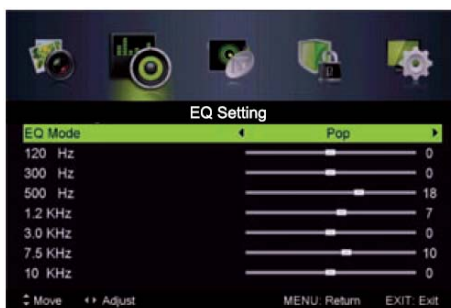 EQ Setting
EQ Mode Pop
120 Hz 0
300 Hz 0
500 Hz 18
1.2 KHz 7
3.0 KHz 0
7.5 KHz 10
10 KHz 0
Move Adjust MENU: Return EXIT: Exit